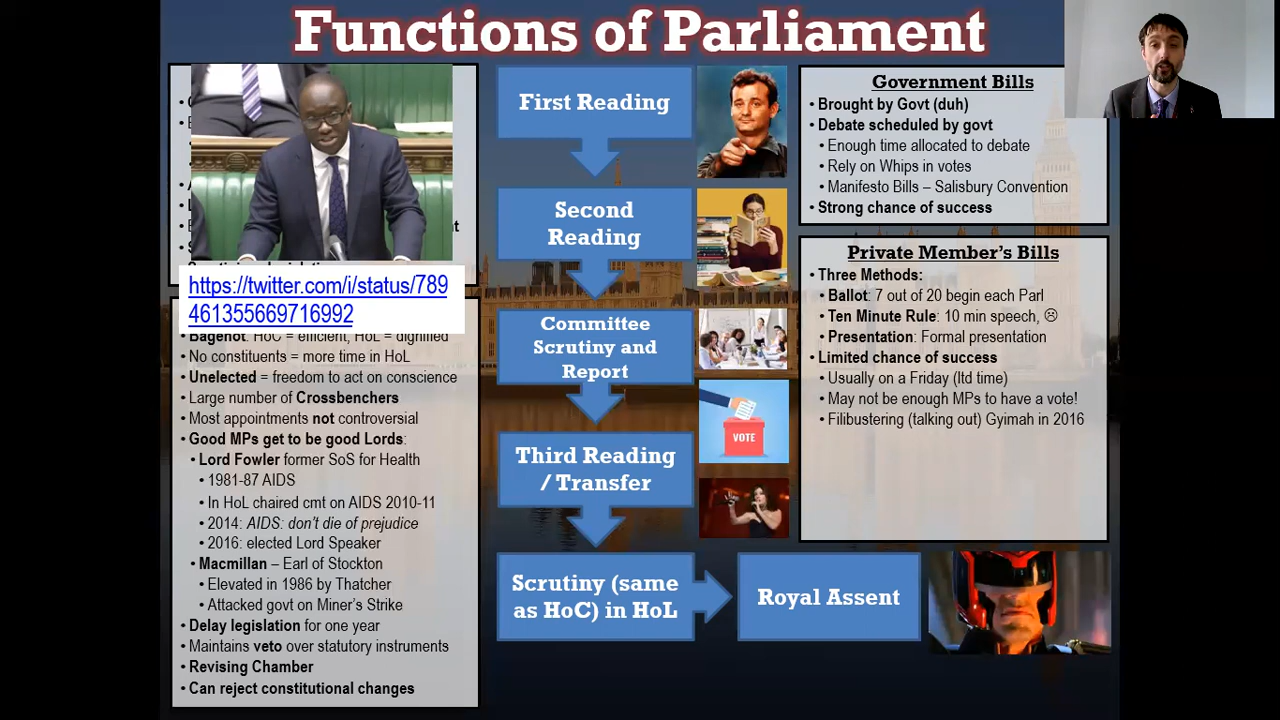 Functions of Parliament
https://twitter.com/i/status/789
461355669716992
• Bagehot: HoC = efficient, HoL = dignified
• No constituents = more time in HoL
• Unelected = freedom to act on conscience
• Large number of Crossbenchers
• Most appointments not controversial
• Good MPs get to be good Lords:
• Lord Fowler former SoS for Health
• 1981-87 AIDS
• In HoL chaired cmt on AIDS 2010-11
• 2014: AIDS: don't die of prejudice
• 2016: elected Lord Speaker
• Macmillan – Earl of Stockton
• Elevated in 1986 by Thatcher
• Attacked govt on Miner's Strike
• Delay legislation for one year
• Maintains veto over statutory instruments
• Revising Chamber
• Can reject constitutional changes
First Reading
Second
Reading
Committee
Scrutiny and
Report
VOTE
Third Reading
/ Transfer
Scrutiny (same
as HoC) in HoL
Royal Assent
Government Bills
• Brought by Govt (duh)
• Debate scheduled by govt
• Enough time allocated to debate
• Rely on Whips in votes
• Manifesto Bills – Salisbury Convention
• Strong chance of success
Private Member's Bills
• Three Methods:
• Ballot: 7 out of 20 begin each Parl
• Ten Minute Rule: 10 min speech, ☹
• Presentation: Formal presentation
• Limited chance of success
• Usually on a Friday (ltd time)
• May not be enough MPs to have a vote!
• Filibustering (talking out) Gyimah in 2016